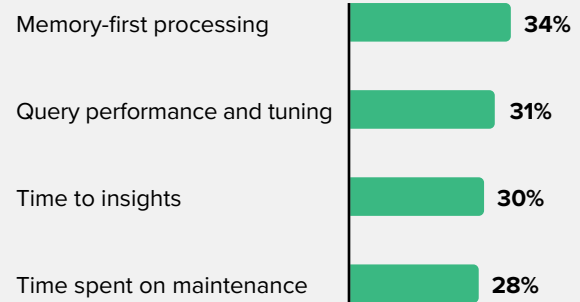 Memory-first processing 34%
Query performance and tuning 31%
Time to insights 30%
Time spent on maintenance 28%